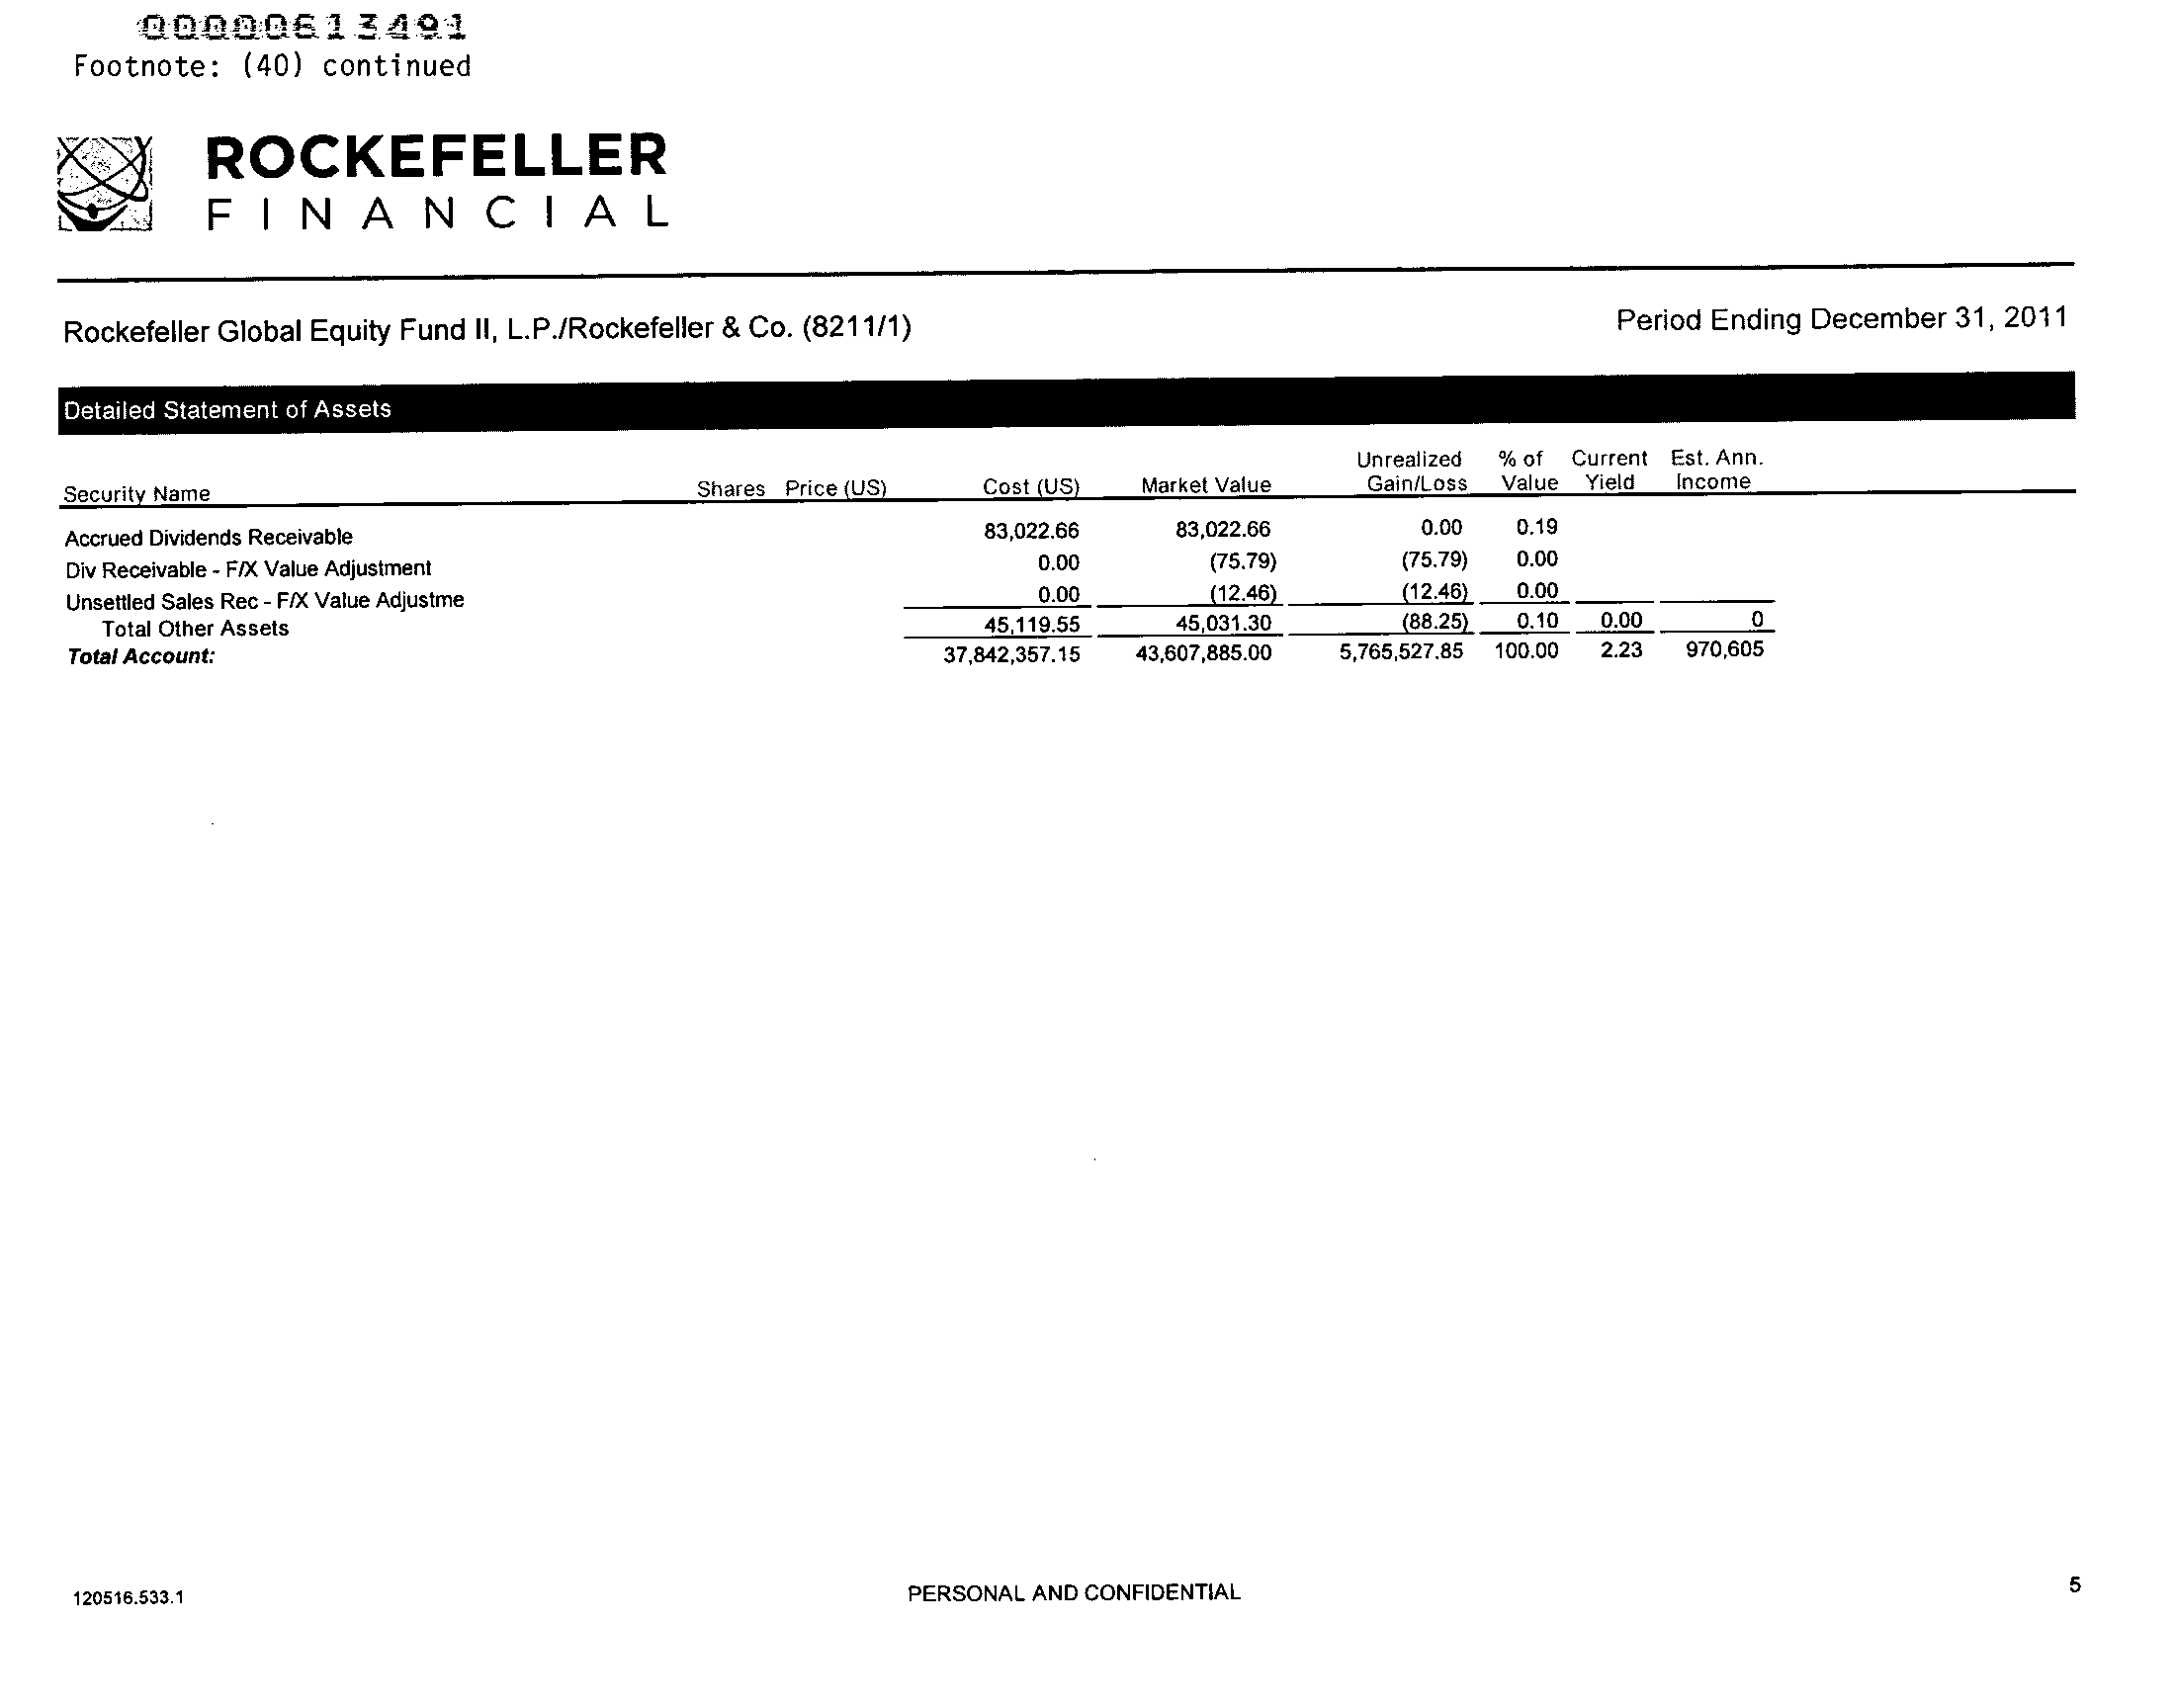 00000613491
Footnote: (40) continued
ROCKEFELLER
FINANCIAL
Rockefeller Global Equity Fund II, L.P./Rockefeller & Co. (8211/1) Period Ending December 31, 2011
Detailed Statement of Assets
Unrealized % of Current Est. Ann.
Security Name Shares Price (US) Cost (US) Market Value Gain/Loss Value Yield Income
Accrued Dividends Receivable 83,022.66 83,022.66 0.00 0.19
Div Receivable - F/X Value Adjustment 0.00 (75.79) (75.79) 0.00
Unsettled Sales Rec - F/X Value Adjustme 0.00 (12.46) (12.46) 0.00
Total Other Assets 45,119.55 45,031.30 (88.25) 0.10 0.00 0
Total Account: 37,842,357.15 43,607,885.00 5,765,527.85 100.00 2.23 970,605
120516.533.1 PERSONAL AND CONFIDENTIAL 5